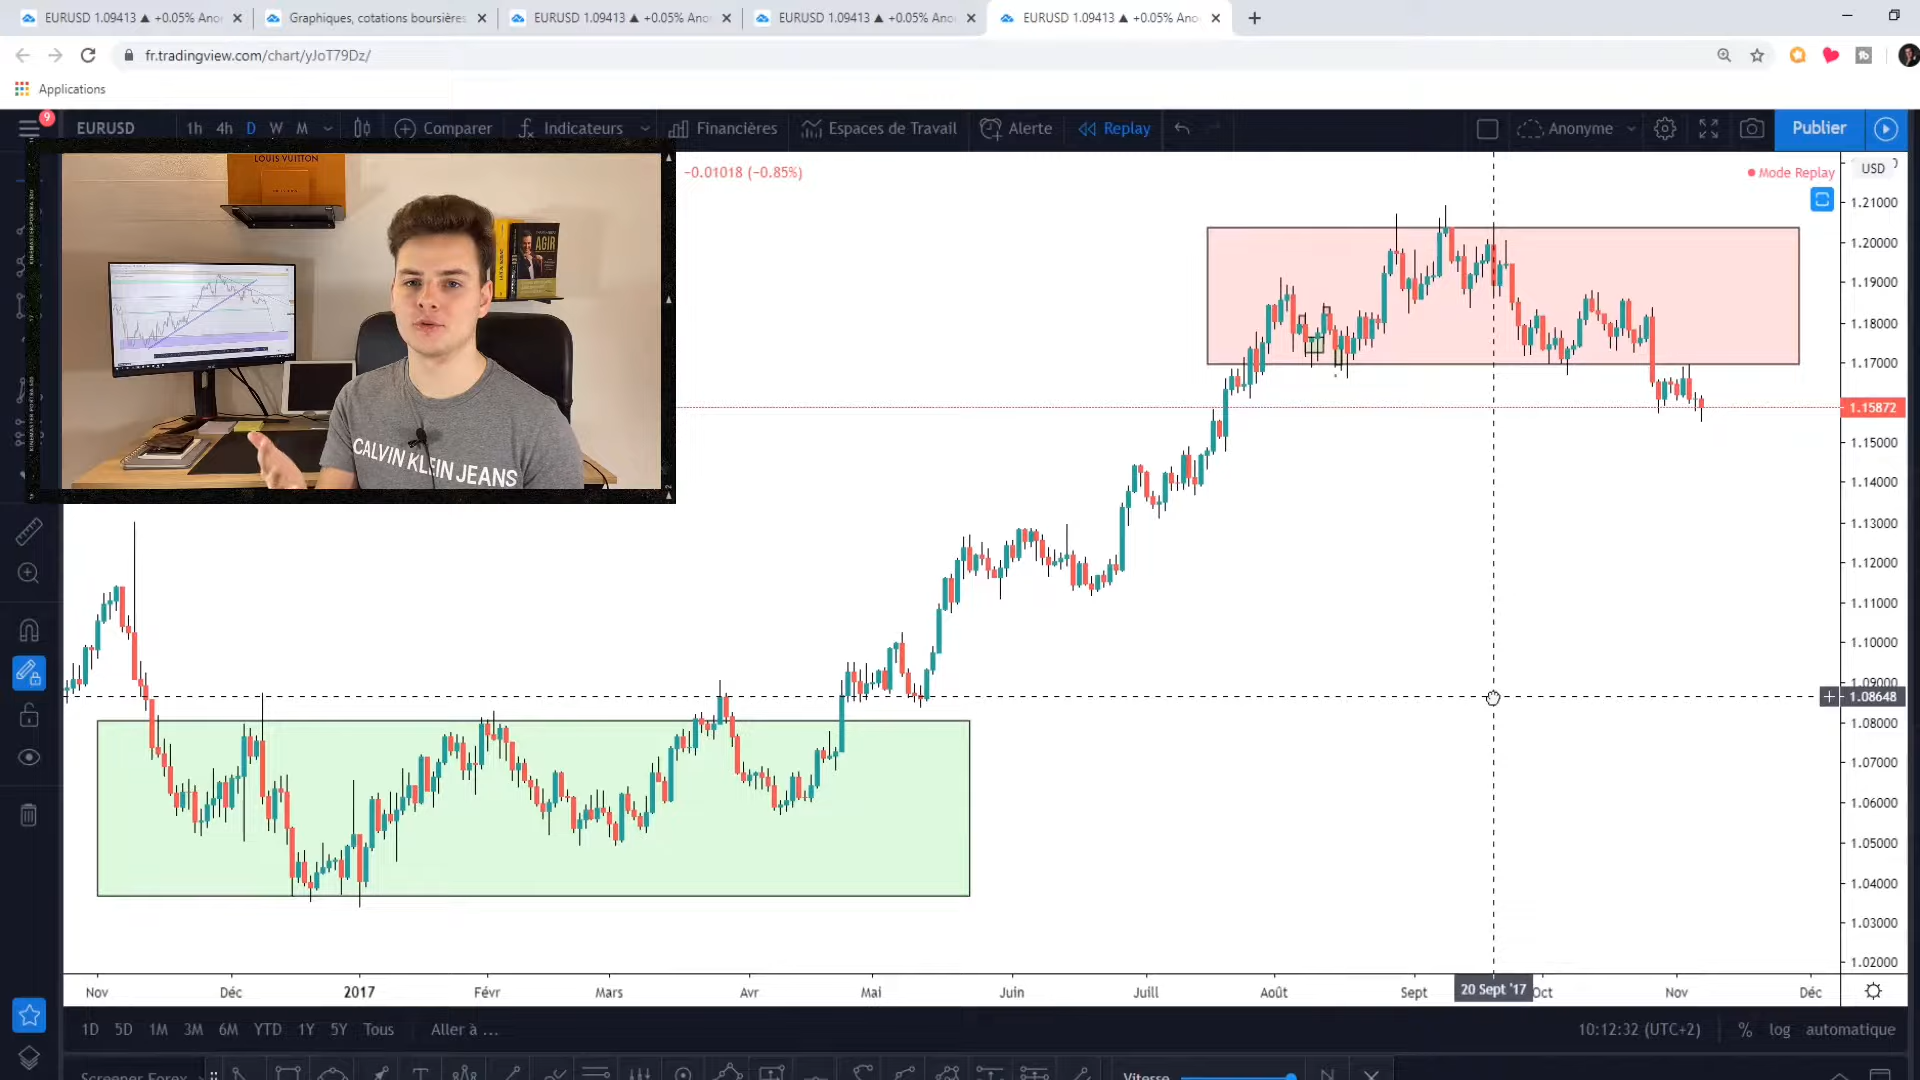 EURUSD 1.09413 ▲ +0.05% Ano
Graphiques, cotations boursières
EURUSD 1.09413 ▲ +0.05% Ano
EURUSD 1.09413 ▲ +0.05% Ano
EURUSD 1.09413 ▲ +0.05% Ano
fr.tradingview.com/chart/yJoT79Dz/
Applications
9
EURUSD 1h 4h D W M Comparer Indicateurs Financières Espaces de Travail Alerte Replay Anonyme Publier
LOUIS VUITTON
AGIR
CALVIN KLEIN JEANS
−0.01018 (−0.85%)
Mode Replay
USD
1.21000
1.20000
1.19000
1.18000
1.17000
1.15872
1.15000
1.14000
1.13000
1.12000
1.11000
1.10000
1.09000
1.08648
1.08000
1.07000
1.06000
1.05000
1.04000
1.03000
1.02000
Nov Déc 2017 Févr Mars Avr Mai Juin Juill Août Sept 20 Sept '17 Oct Nov Déc
1D 5D 1M 3M 6M YTD 1Y 5Y Tous Aller à ... 10:12:32 (UTC+2) % log automatique
Screener Forex
Vitesse